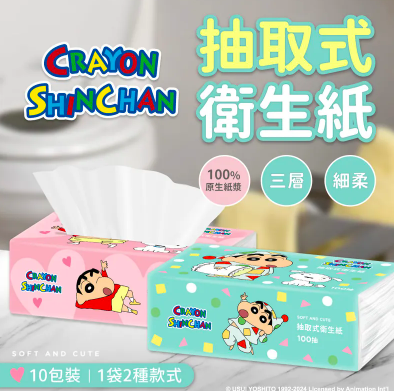 CRAYON
SHINCHAN
抽取式
衛生紙
100%
原生紙漿
三層
細柔
CRAYON
SHINCHAN
CRAYON
SHINCHAN
SOFT AND CUTE
抽取式衛生紙
100抽
SOFT AND CUTE
10包裝|1袋2種款式
© USUI YOSHITO 1992-2024 Licensed by Animation Int'l